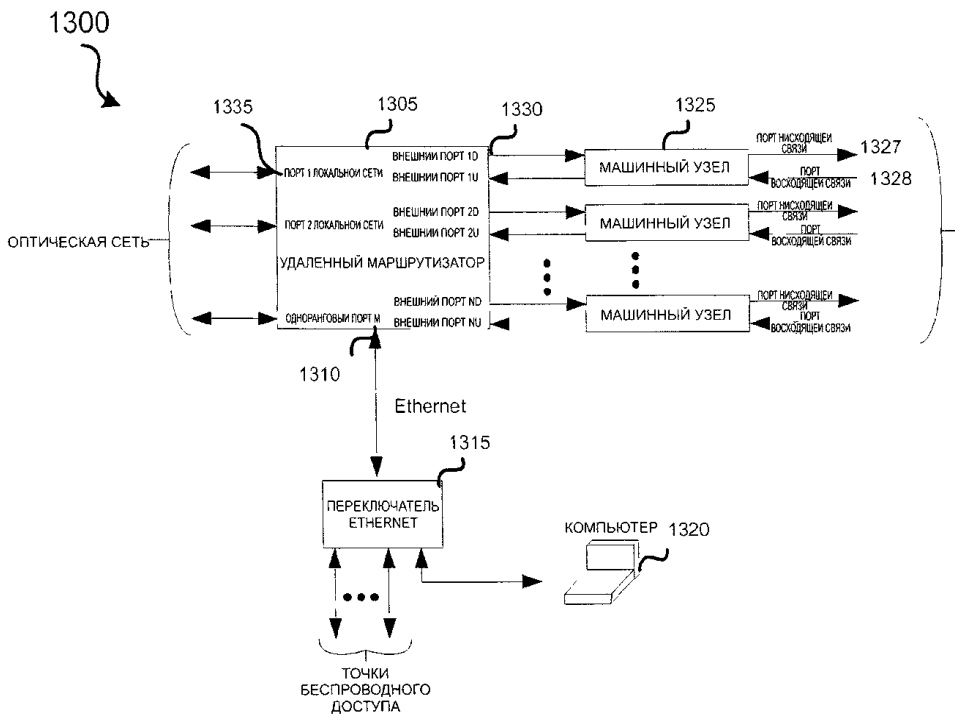 1300
1335
1305
1330
1325
ВНЕШНИЙ ПОРТ 1D
ПОРТ 1 ЛОКАЛЬНОЙ СЕТИ
ВНЕШНИЙ ПОРТ 1U
МАШИННЫЙ УЗЕЛ
ПОРТ НИСХОДЯЩЕЙ
СВЯЗИ
1327
ПОРТ
ВОСХОДЯЩЕЙ СВЯЗИ
1328
ВНЕШНИЙ ПОРТ 2D
ПОРТ 2 ЛОКАЛЬНОЙ СЕТИ
ВНЕШНИЙ ПОРТ 2U
МАШИННЫЙ УЗЕЛ
ПОРТ НИСХОДЯЩЕЙ
СВЯЗИ
ПОРТ
ВОСХОДЯЩЕЙ СВЯЗИ
ОПТИЧЕСКАЯ СЕТЬ
УДАЛЕННЫЙ МАРШРУТИЗАТОР
ВНЕШНИЙ ПОРТ ND
ОДНОРАНГОВЫЙ ПОРТ М
ВНЕШНИЙ ПОРТ NU
МАШИННЫЙ УЗЕЛ
ПОРТ НИСХОДЯЩЕЙ
СВЯЗИ
ПОРТ
ВОСХОДЯЩЕЙ СВЯЗИ
1310
Ethernet
1315
ПЕРЕКЛЮЧАТЕЛЬ
ETHERNET
КОМПЬЮТЕР
1320
ТОЧКИ
БЕСПРОВОДНОГО
ДОСТУПА